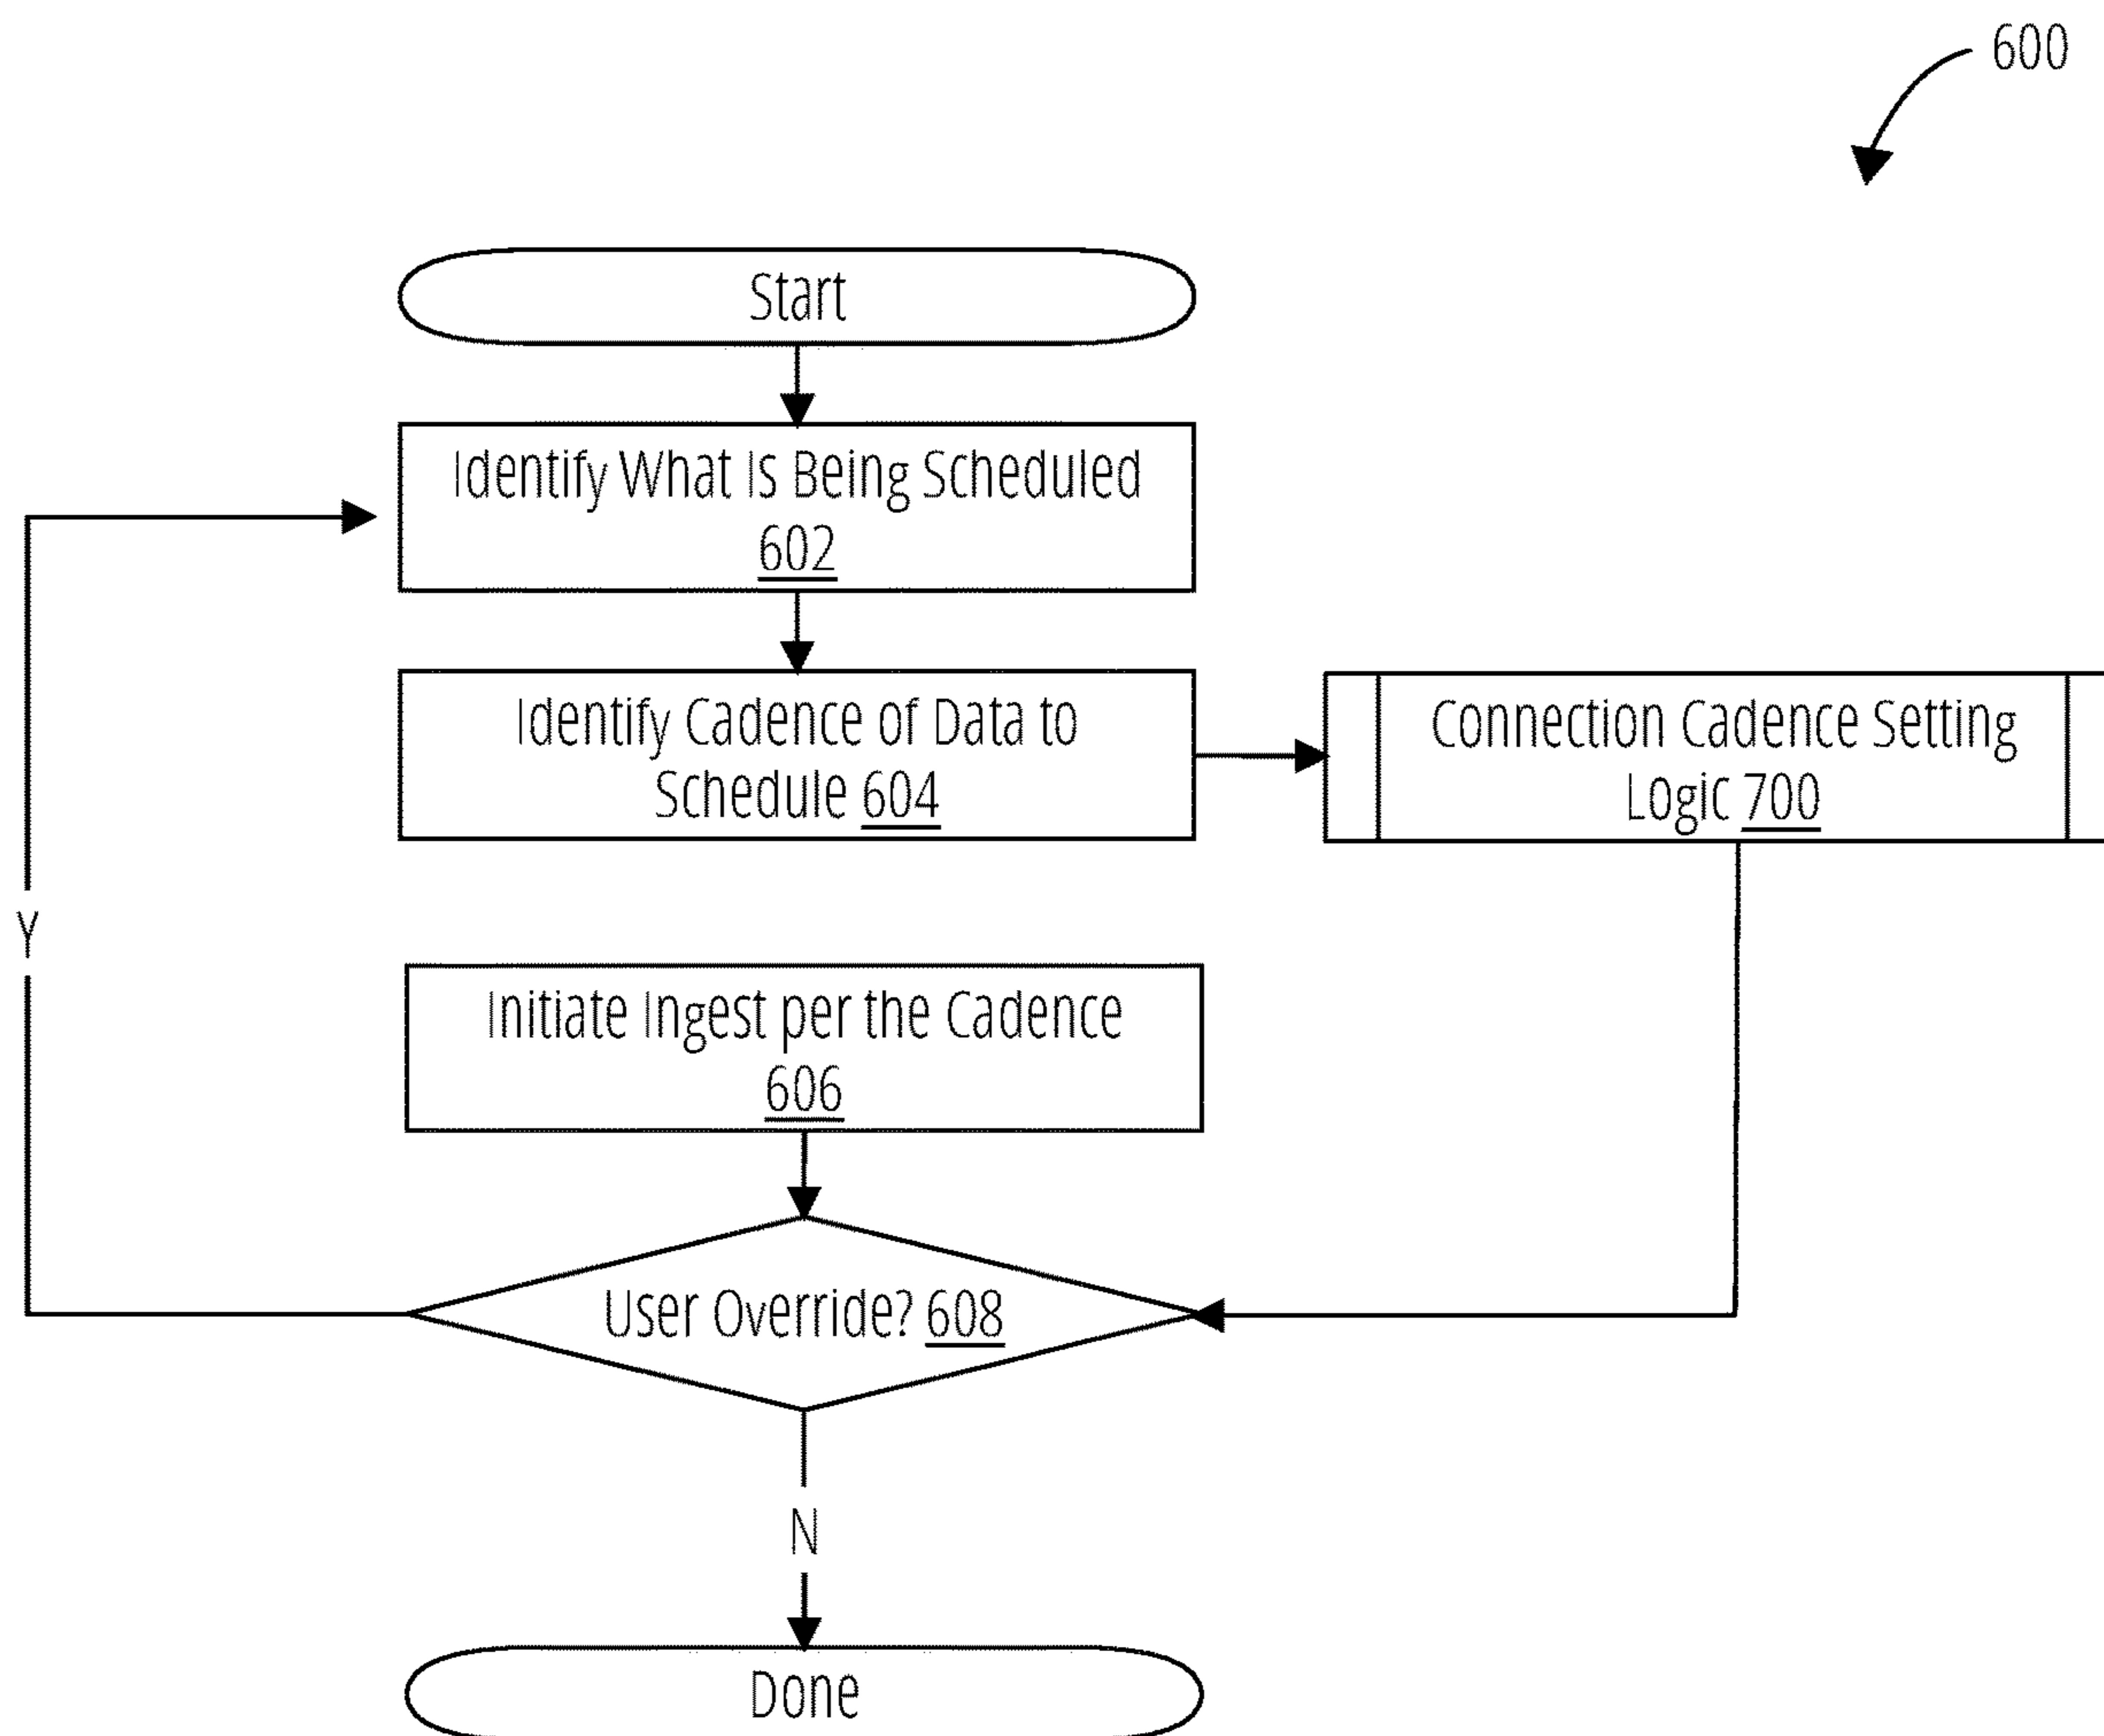 600
Start
Identify What Is Being Scheduled
602
Identify Cadence of Data to
Schedule 604
Connection Cadence Setting
Logic 700
Y
Initiate Ingest per the Cadence
606
User Override? 608
N
Done